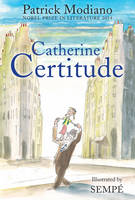 Patrick Modiano
NOBEL PRIZE IN LITERATURE 2014
Catherine
Certitude
Illustrated by
SEMPÉ